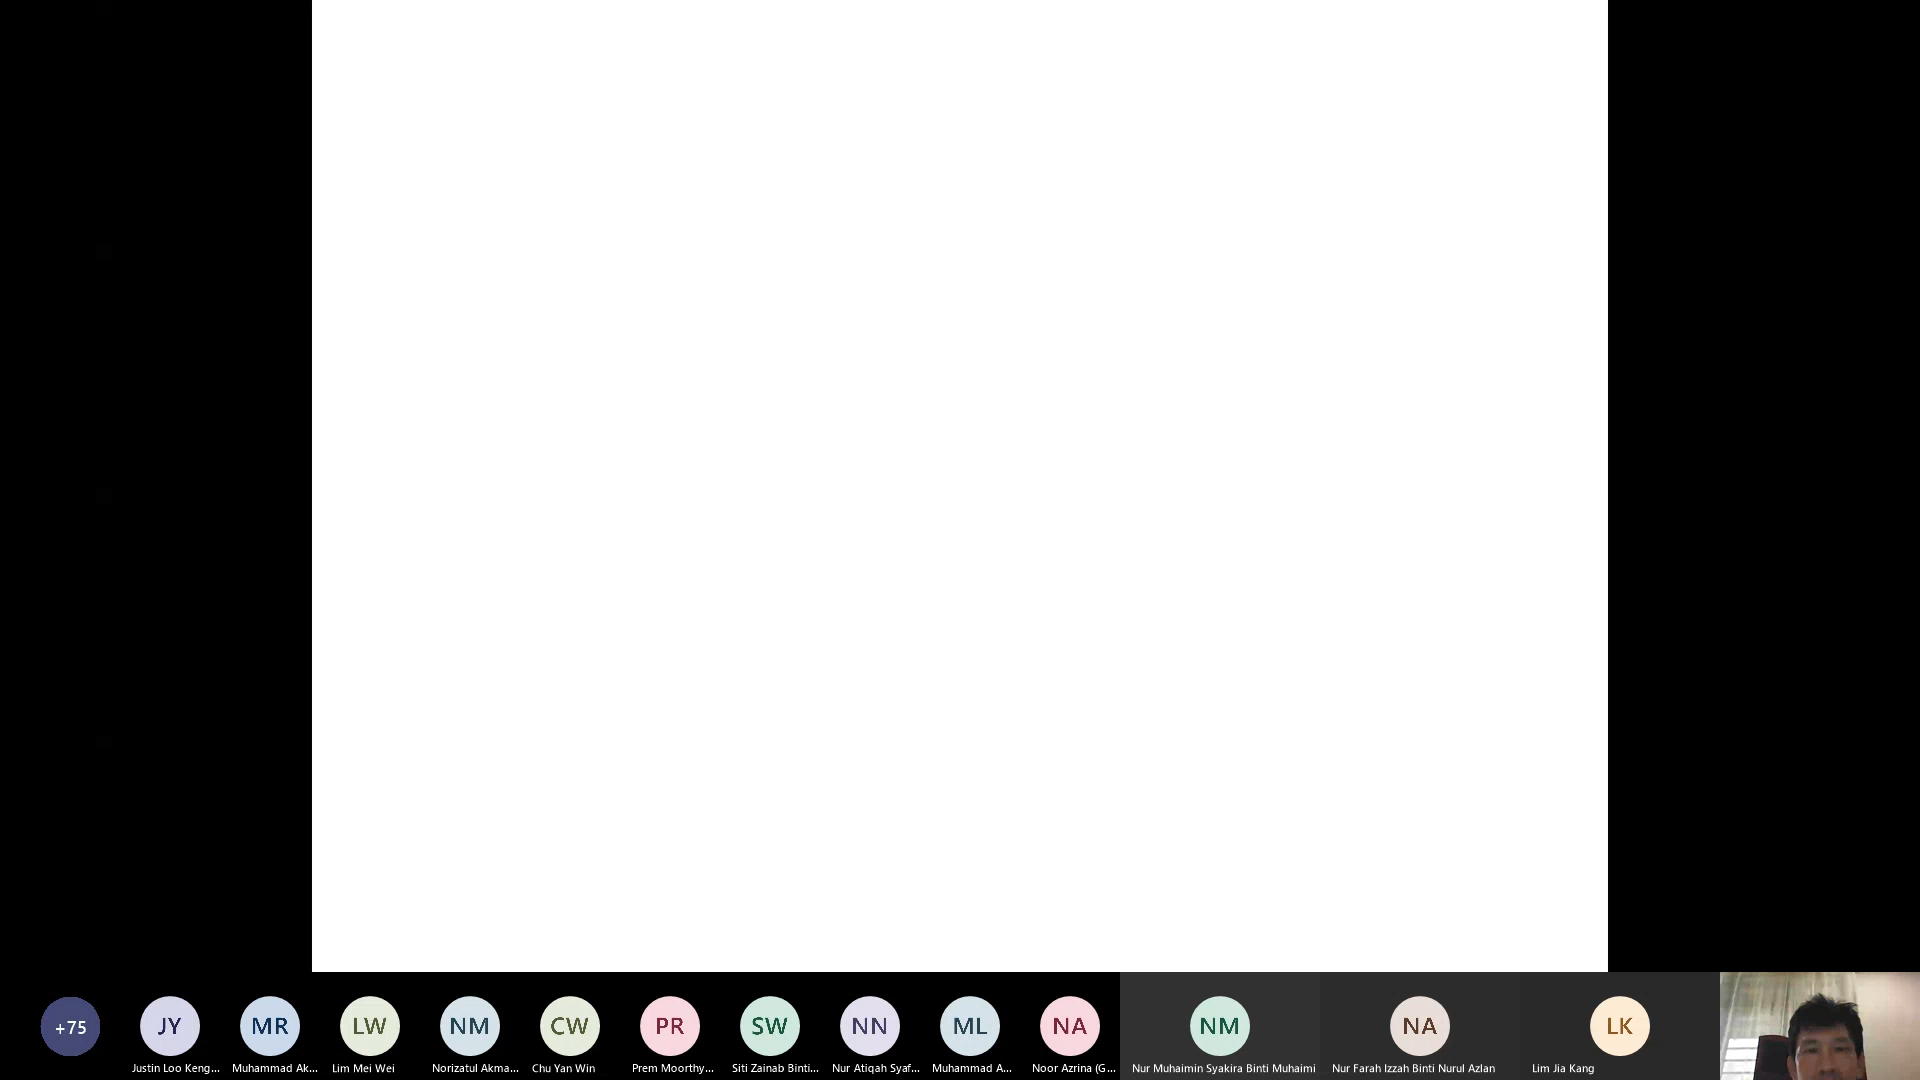 +75
JY
MR
LW
NM
CW
PR
SW
NN
ML
NA
NM
NA
LK
Justin Loo Keng...
Muhammad Ak...
Lim Mei Wei
Norizatul Akma...
Chu Yan Win
Prem Moorthy...
Siti Zainab Binti...
Nur Atiqah Syaf...
Muhammad A...
Noor Azrina (G...
Nur Muhaimin Syakira Binti Muhaimi
Nur Farah Izzah Binti Nurul Azlan
Lim Jia Kang